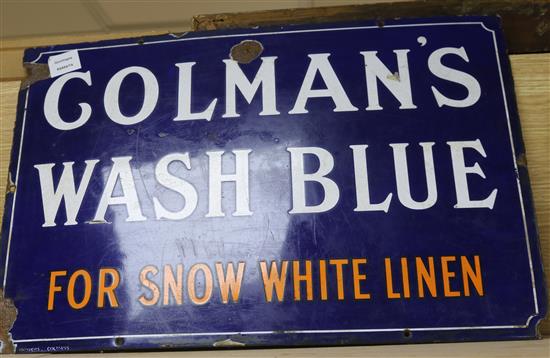 COLMAN'S
WASH BLUE
FOR SNOW WHITE LINEN